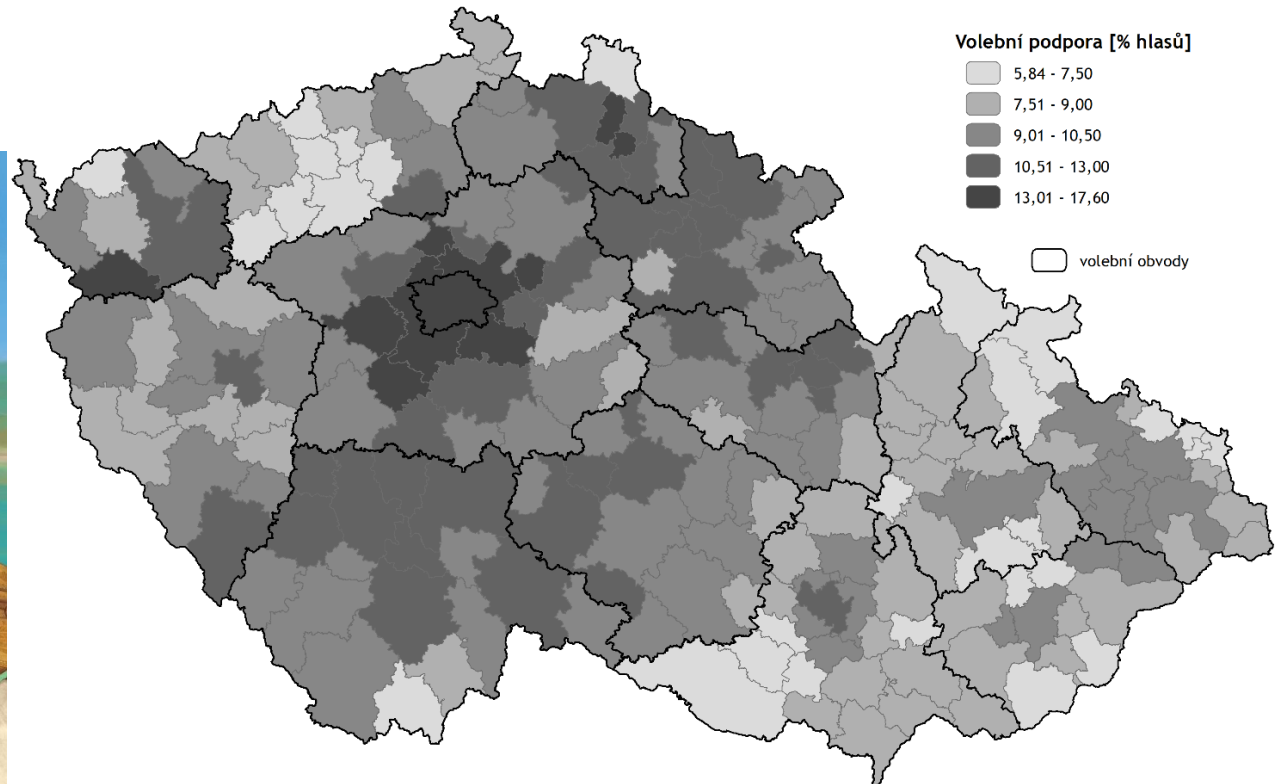 Volební podpora [% hlasů]
5,84 - 7,50
7,51 - 9,00
9,01 - 10,50
10,51 - 13,00
13,01 - 17,60
volební obvody